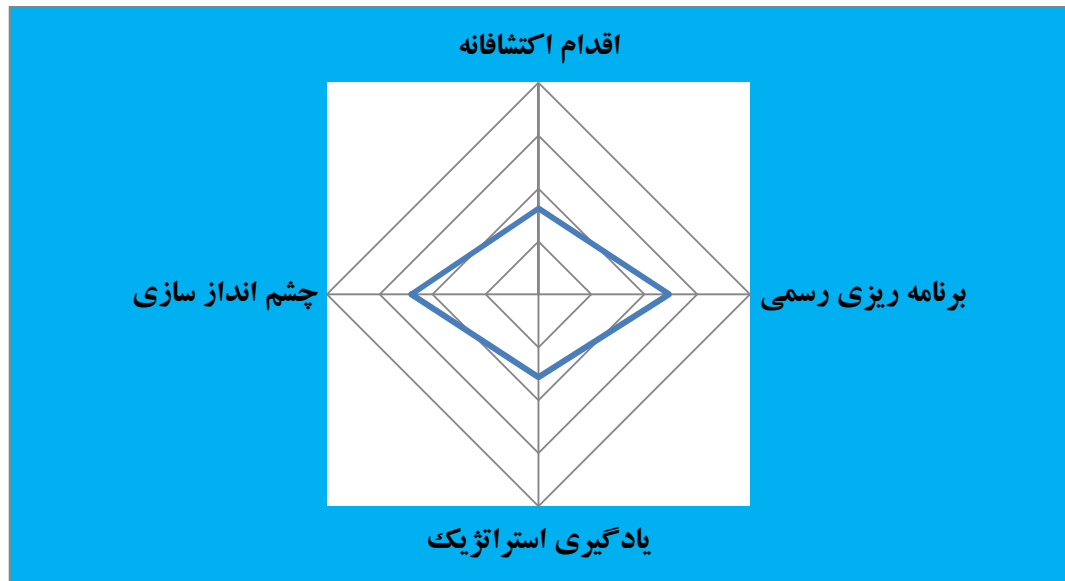 اقدام اکتشافانه
برنامه ریزی رسمی
چشم انداز سازی
یادگیری استراتژیک